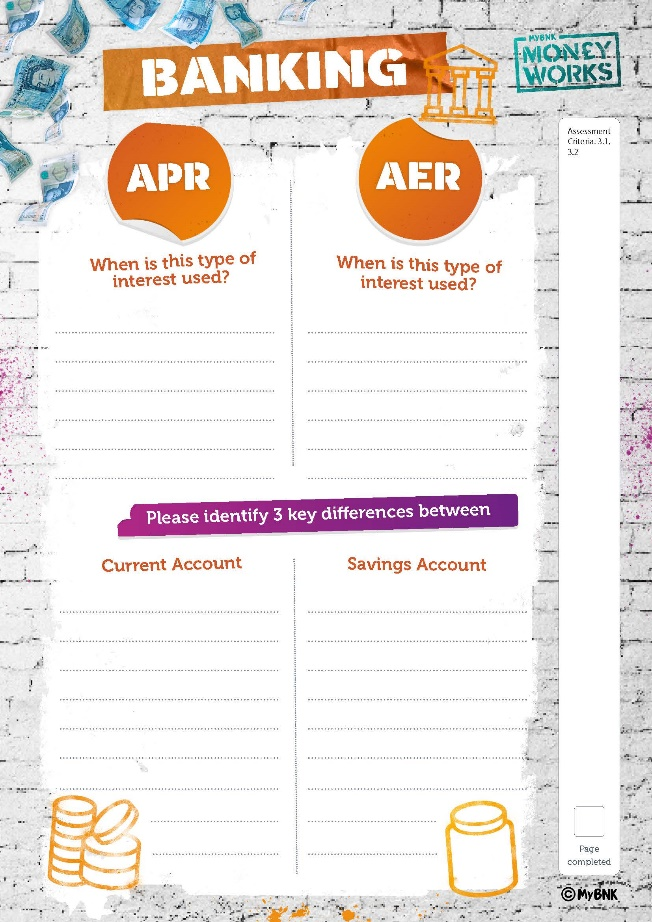 BANKING
MYBNK
MONEY
WORKS
Assessment
Criteria: 3.1,
3.2
APR
AER
When is this type of
interest used?
When is this type of
interest used?
Please identify 3 key differences between
Current Account
Savings Account
Page
completed
©MyBNK